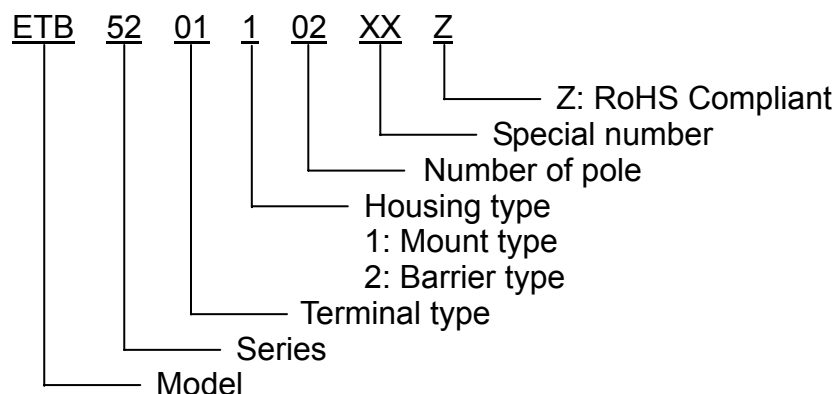 ETB 52 01 1 02 XX Z
Z: RoHS Compliant
Special number
Number of pole
Housing type
1: Mount type
2: Barrier type
Terminal type
Series
Model